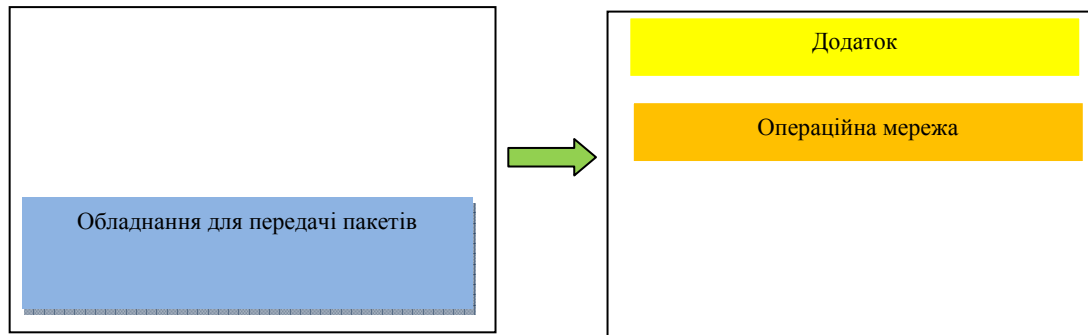 Додаток
Операційна мережа
Обладнання для передачі пакетів